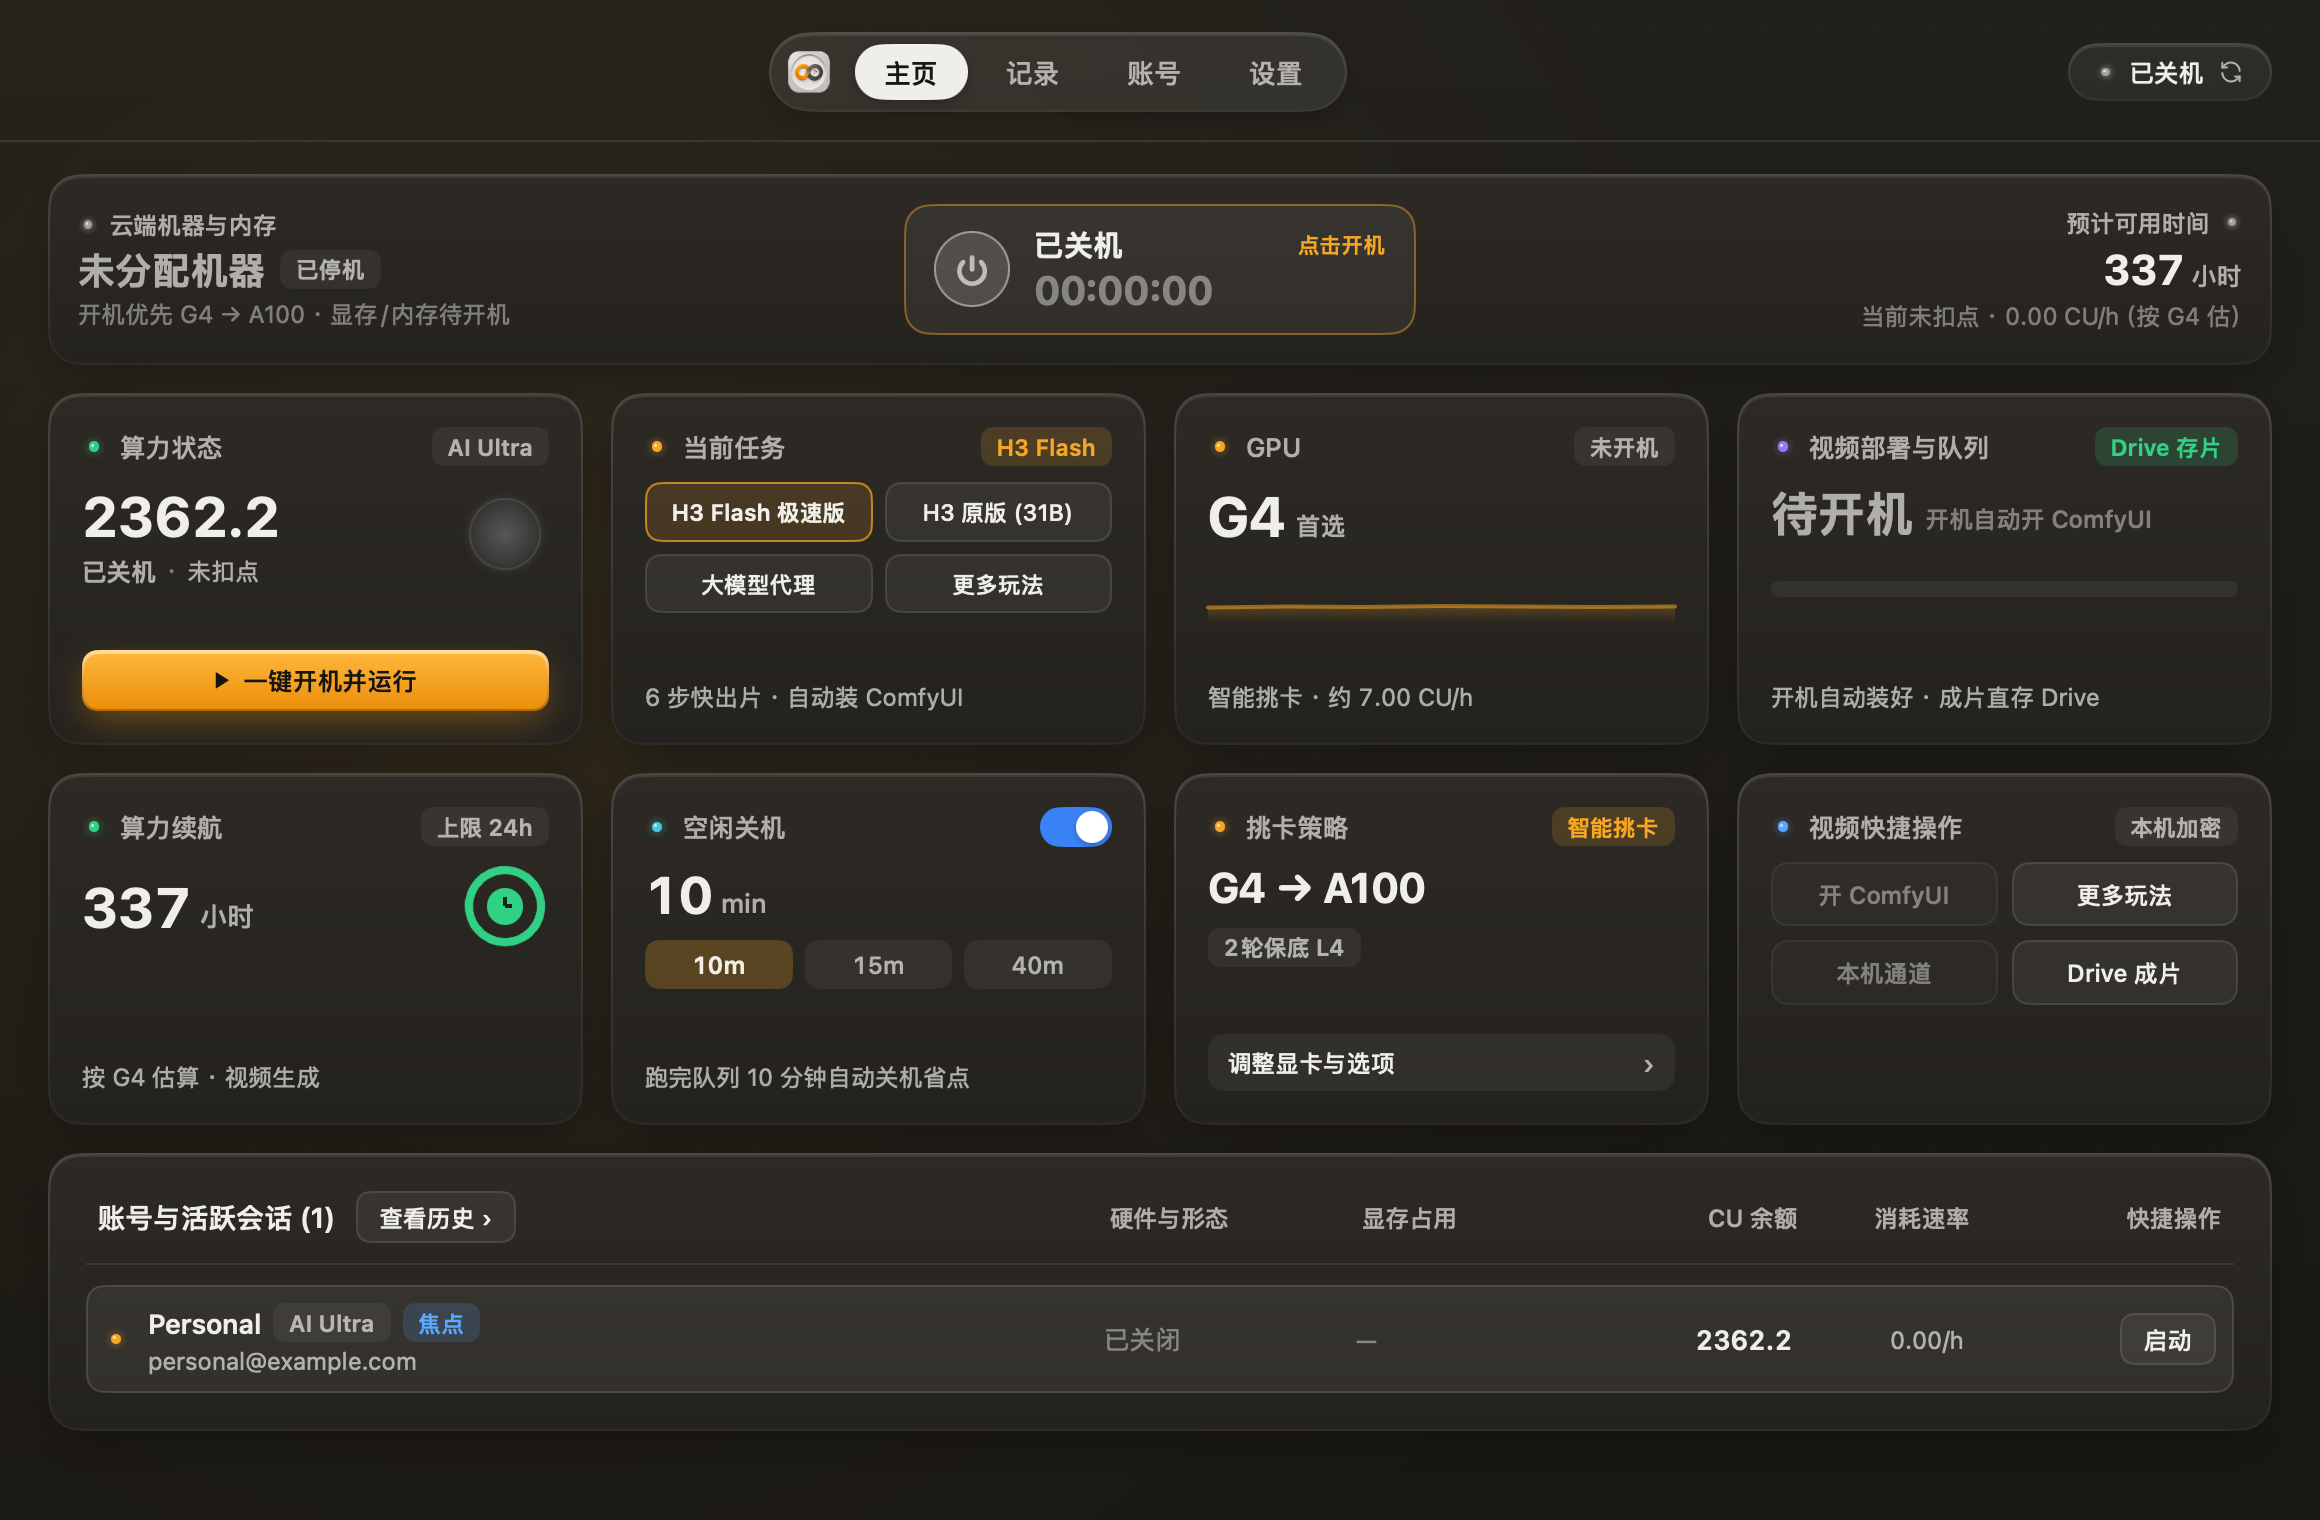 主页
记录
账号
设置
已关机
云端机器与内存
未分配机器 已停机
开机优先 G4 → A100 · 显存/内存待开机
已关机 点击开机
00:00:00
预计可用时间
337 小时
当前未扣点 · 0.00 CU/h (按 G4 估)
算力状态 AI Ultra
2362.2
已关机 · 未扣点
一键开机并运行
当前任务 H3 Flash
H3 Flash 极速版 H3 原版 (31B)
大模型代理 更多玩法
6 步快出片 · 自动装 ComfyUI
GPU 未开机
G4 首选
智能挑卡 · 约 7.00 CU/h
视频部署与队列 Drive 存片
待开机 开机自动开 ComfyUI
开机自动装好 · 成片直存 Drive
算力续航 上限 24h
337 小时
按 G4 估算 · 视频生成
空闲关机
10 min
10m 15m 40m
跑完队列 10 分钟自动关机省点
挑卡策略 智能挑卡
G4 → A100
2轮保底 L4
调整显卡与选项 ›
视频快捷操作 本机加密
开 ComfyUI 更多玩法
本机通道 Drive 成片
账号与活跃会话 (1) 查看历史 › 硬件与形态 显存占用 CU 余额 消耗速率 快捷操作
Personal AI Ultra 焦点
personal@example.com
已关闭 — 2362.2 0.00/h 启动